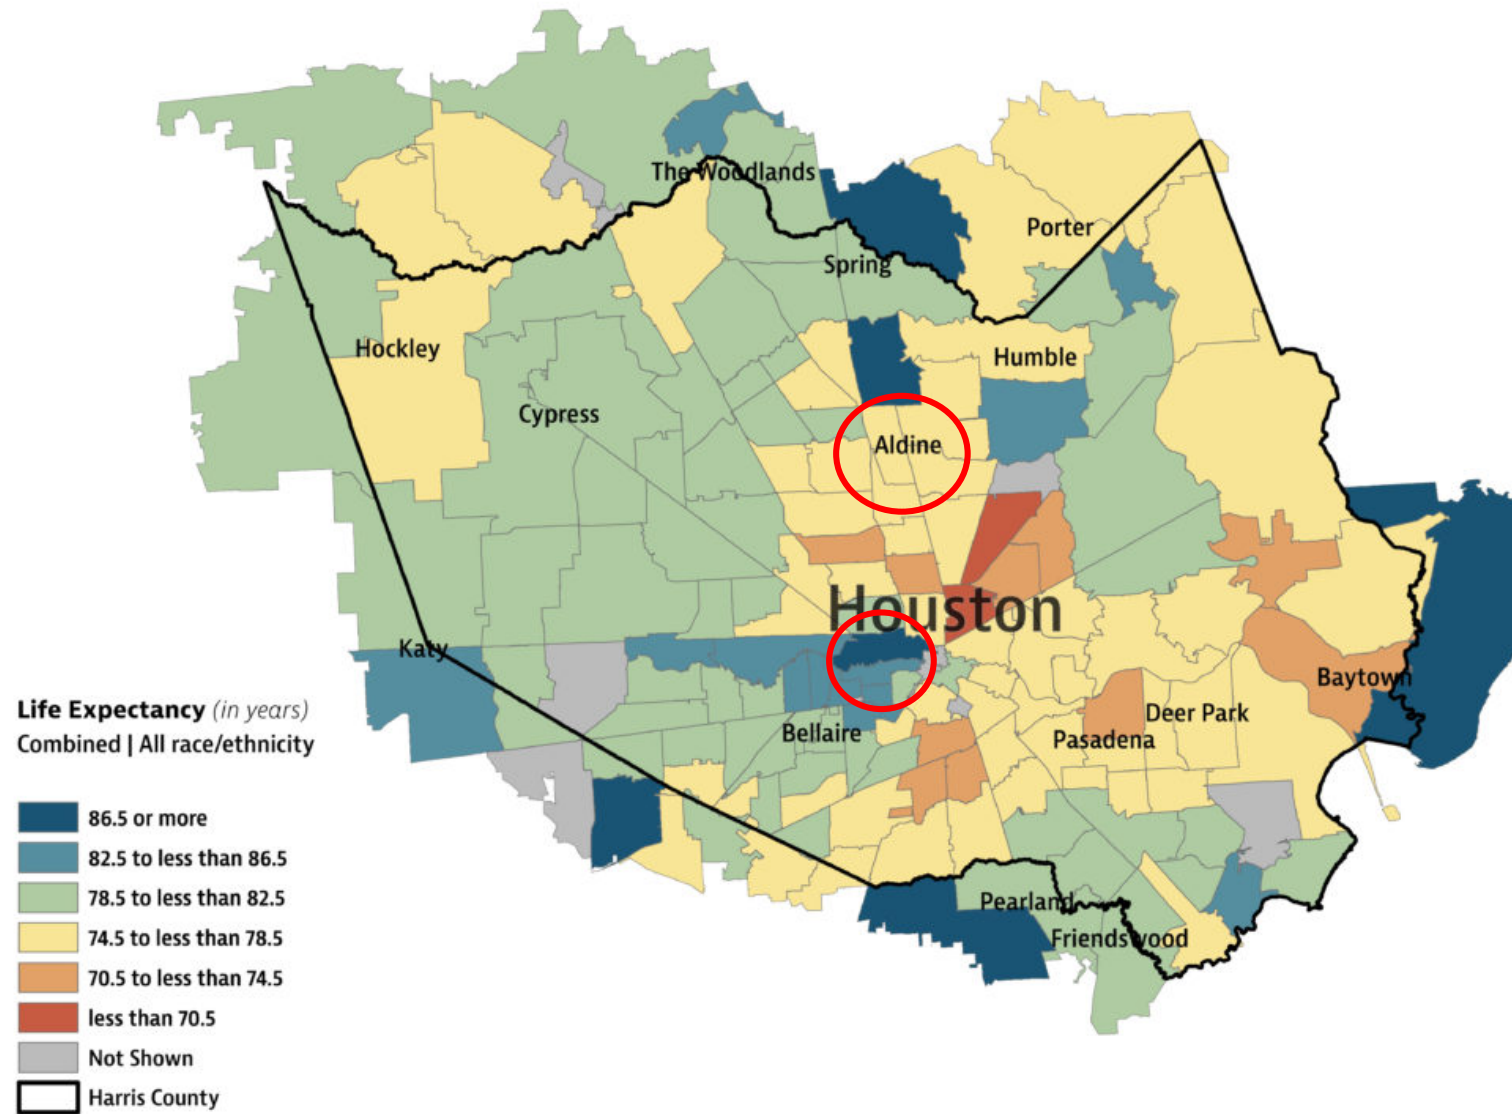 The Woodlands
Porter
Spring
Hockley
Humble
Cypress
Aldine
Houston
Katy
Baytown
Deer Park
Bellaire
Pasadena
Pearland
Friendswood
Life Expectancy (in years)
Combined | All race/ethnicity
86.5 or more
82.5 to less than 86.5
78.5 to less than 82.5
74.5 to less than 78.5
70.5 to less than 74.5
less than 70.5
Not Shown
Harris County